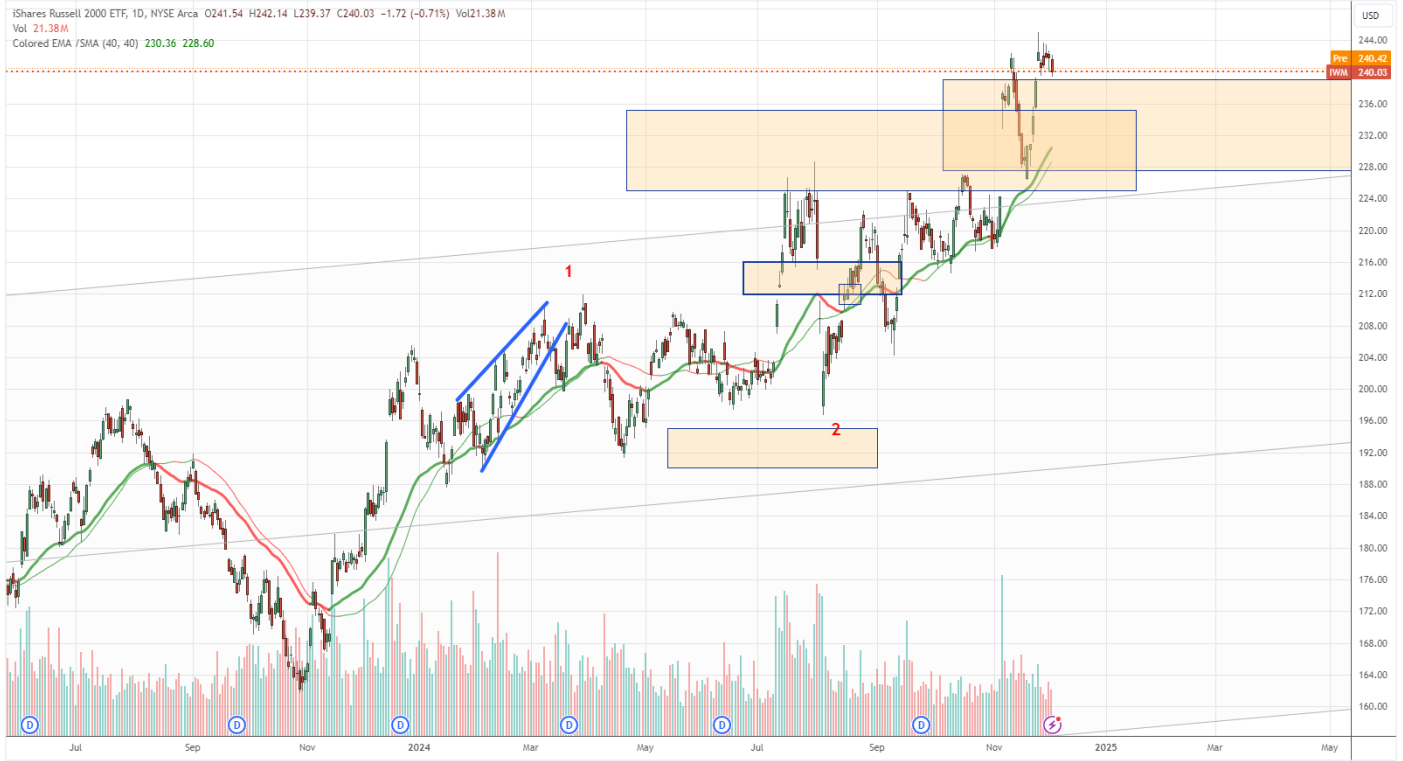 iShares Russell 2000 ETF, 1D, NYSE Arca O241.54 H242.14 L239.37 C240.03 −1.72 (−0.71%) Vol21.38M
USD
Vol 21.38M
Colored EMA /SMA (40, 40) 230.36 228.60
244.00
Pre 240.42
IWM 240.03
236.00
232.00
228.00
224.00
220.00
216.00
1
212.00
208.00
204.00
200.00
196.00
2
192.00
188.00
184.00
180.00
176.00
172.00
168.00
164.00
160.00
D D D D D D
Jul Sep Nov 2024 Mar May Jul Sep Nov 2025 Mar May